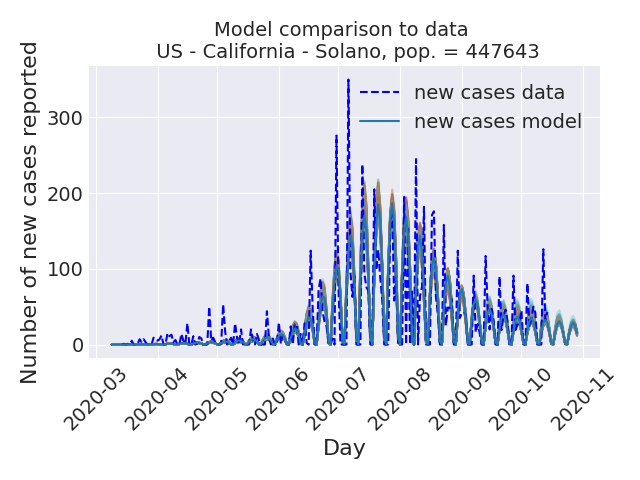 Model comparison to data
US - California - Solano, pop. = 447643
Number of new cases reported
300
200
100
0
new cases data
new cases model
2020-03
2020-04
2020-05
2020-06
2020-07
2020-08
2020-09
2020-10
2020-11
Day